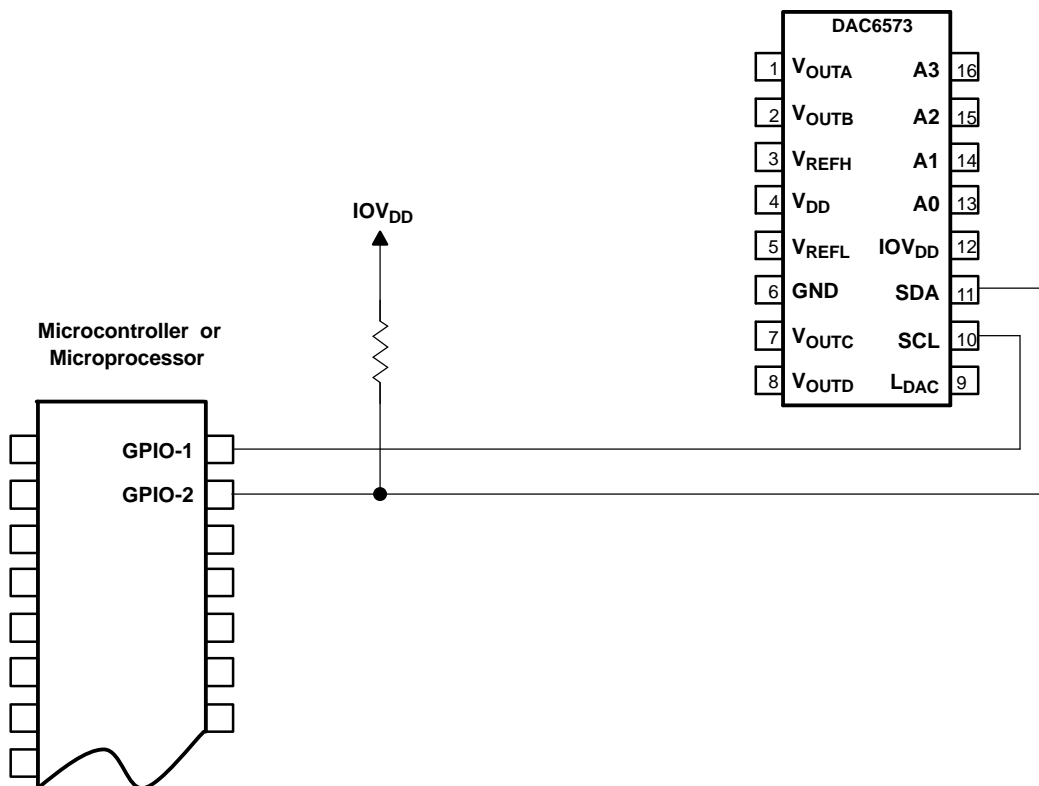 DAC6573
1 VOUTA A3 16
2 VOUTB A2 15
3 VREFH A1 14
4 VDD A0 13
5 VREFL IOVDD 12
6 GND SDA 11
7 VOUTC SCL 10
8 VOUTD LDAC 9
IOVDD
Microcontroller or
Microprocessor
GPIO-1
GPIO-2